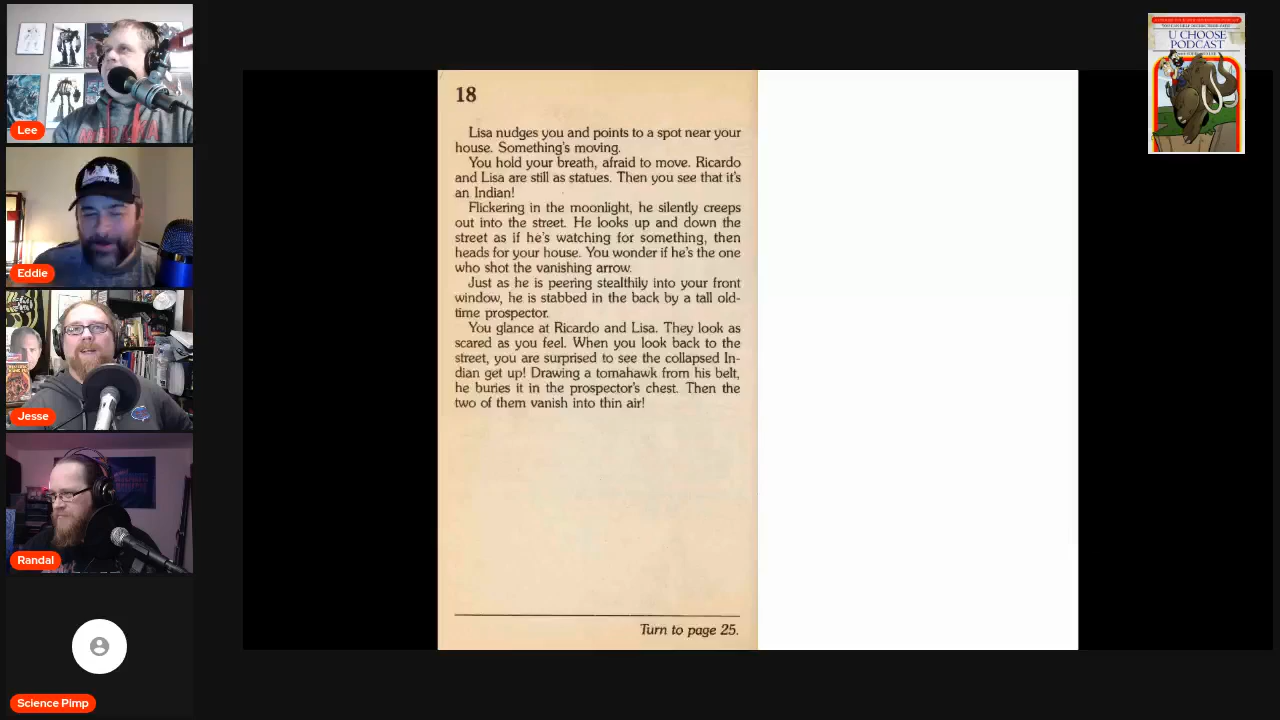 Lee
Eddie
Jesse
Randal
Science Pimp
18
Lisa nudges you and points to a spot near your
house. Something's moving.
You hold your breath, afraid to move. Ricardo
and Lisa are still as statues. Then you see that it's
an Indian!
Flickering in the moonlight, he silently creeps
out into the street. He looks up and down the
street as if he's watching for something, then
heads for your house. You wonder if he's the one
who shot the vanishing arrow.
Just as he is peering stealthily into your front
window, he is stabbed in the back by a tall old-
time prospector.
You glance at Ricardo and Lisa. They look as
scared as you feel. When you look back to the
street, you are surprised to see the collapsed In-
dian get up! Drawing a tomahawk from his belt,
he buries it in the prospector's chest. Then the
two of them vanish into thin air!
Turn to page 25.
U CHOOSE
PODCAST